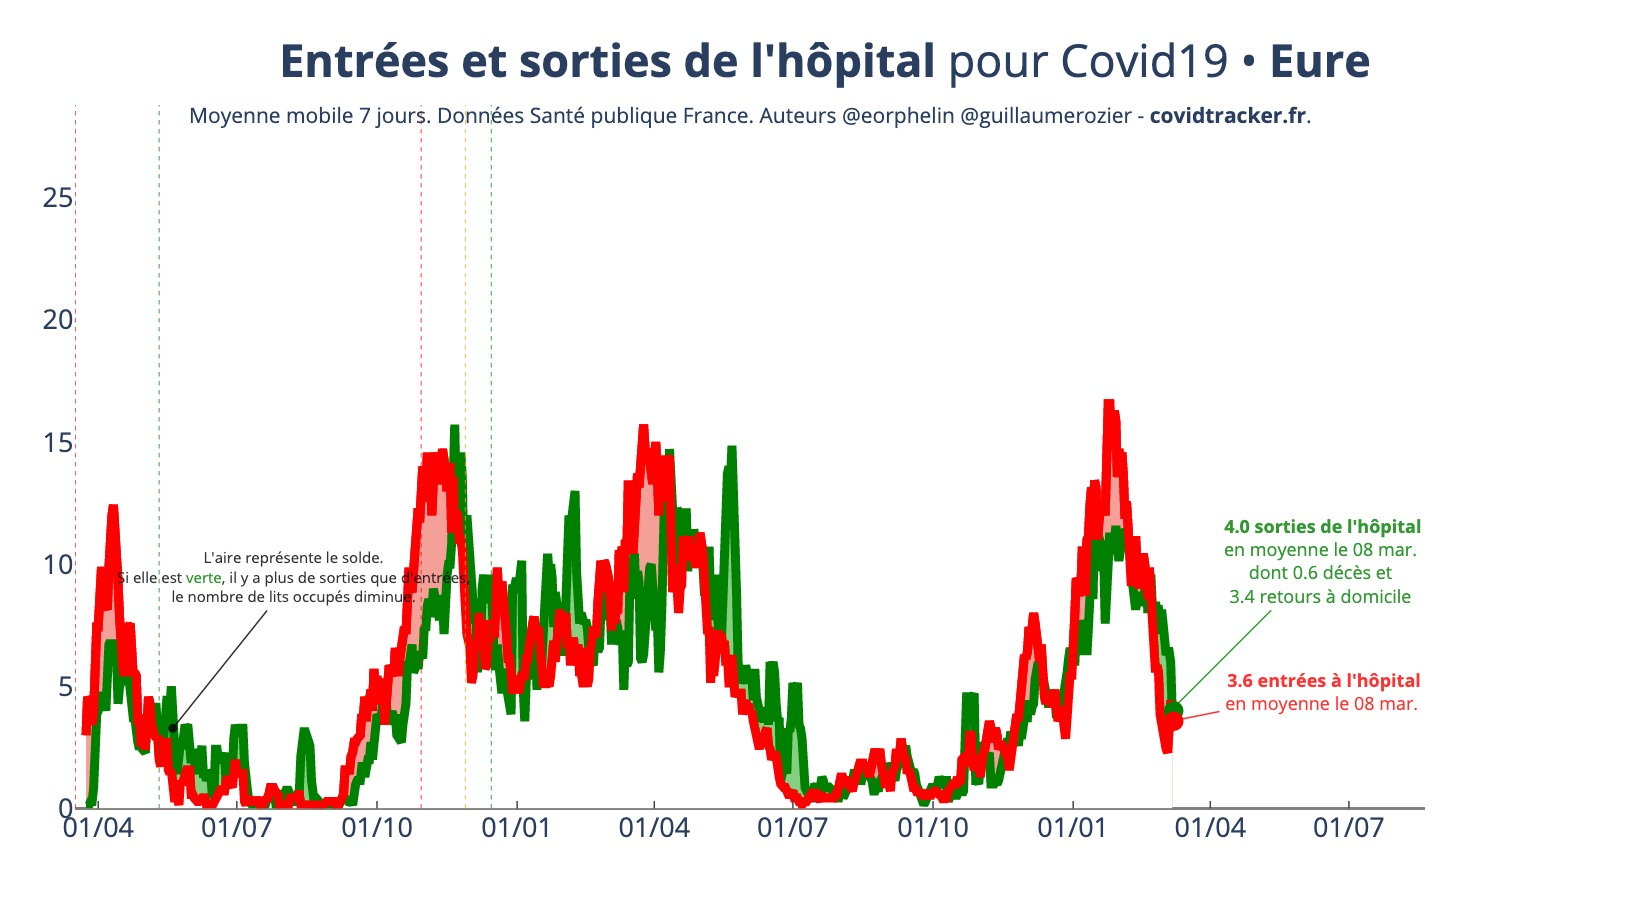 Entrées et sorties de l'hôpital pour Covid19 • Eure
Moyenne mobile 7 jours. Données Santé publique France. Auteurs @eorphelin @guillaumerozier - covidtracker.fr.
25
20
15
10
5
0
L'aire représente le solde.
Si elle est verte, il y a plus de sorties que d'entrées,
le nombre de lits occupés diminue.
4.0 sorties de l'hôpital
en moyenne le 08 mar.
dont 0.6 décès et
3.4 retours à domicile
3.6 entrées à l'hôpital
en moyenne le 08 mar.
01/04 01/07 01/10 01/01 01/04 01/07 01/10 01/01 01/04 01/07